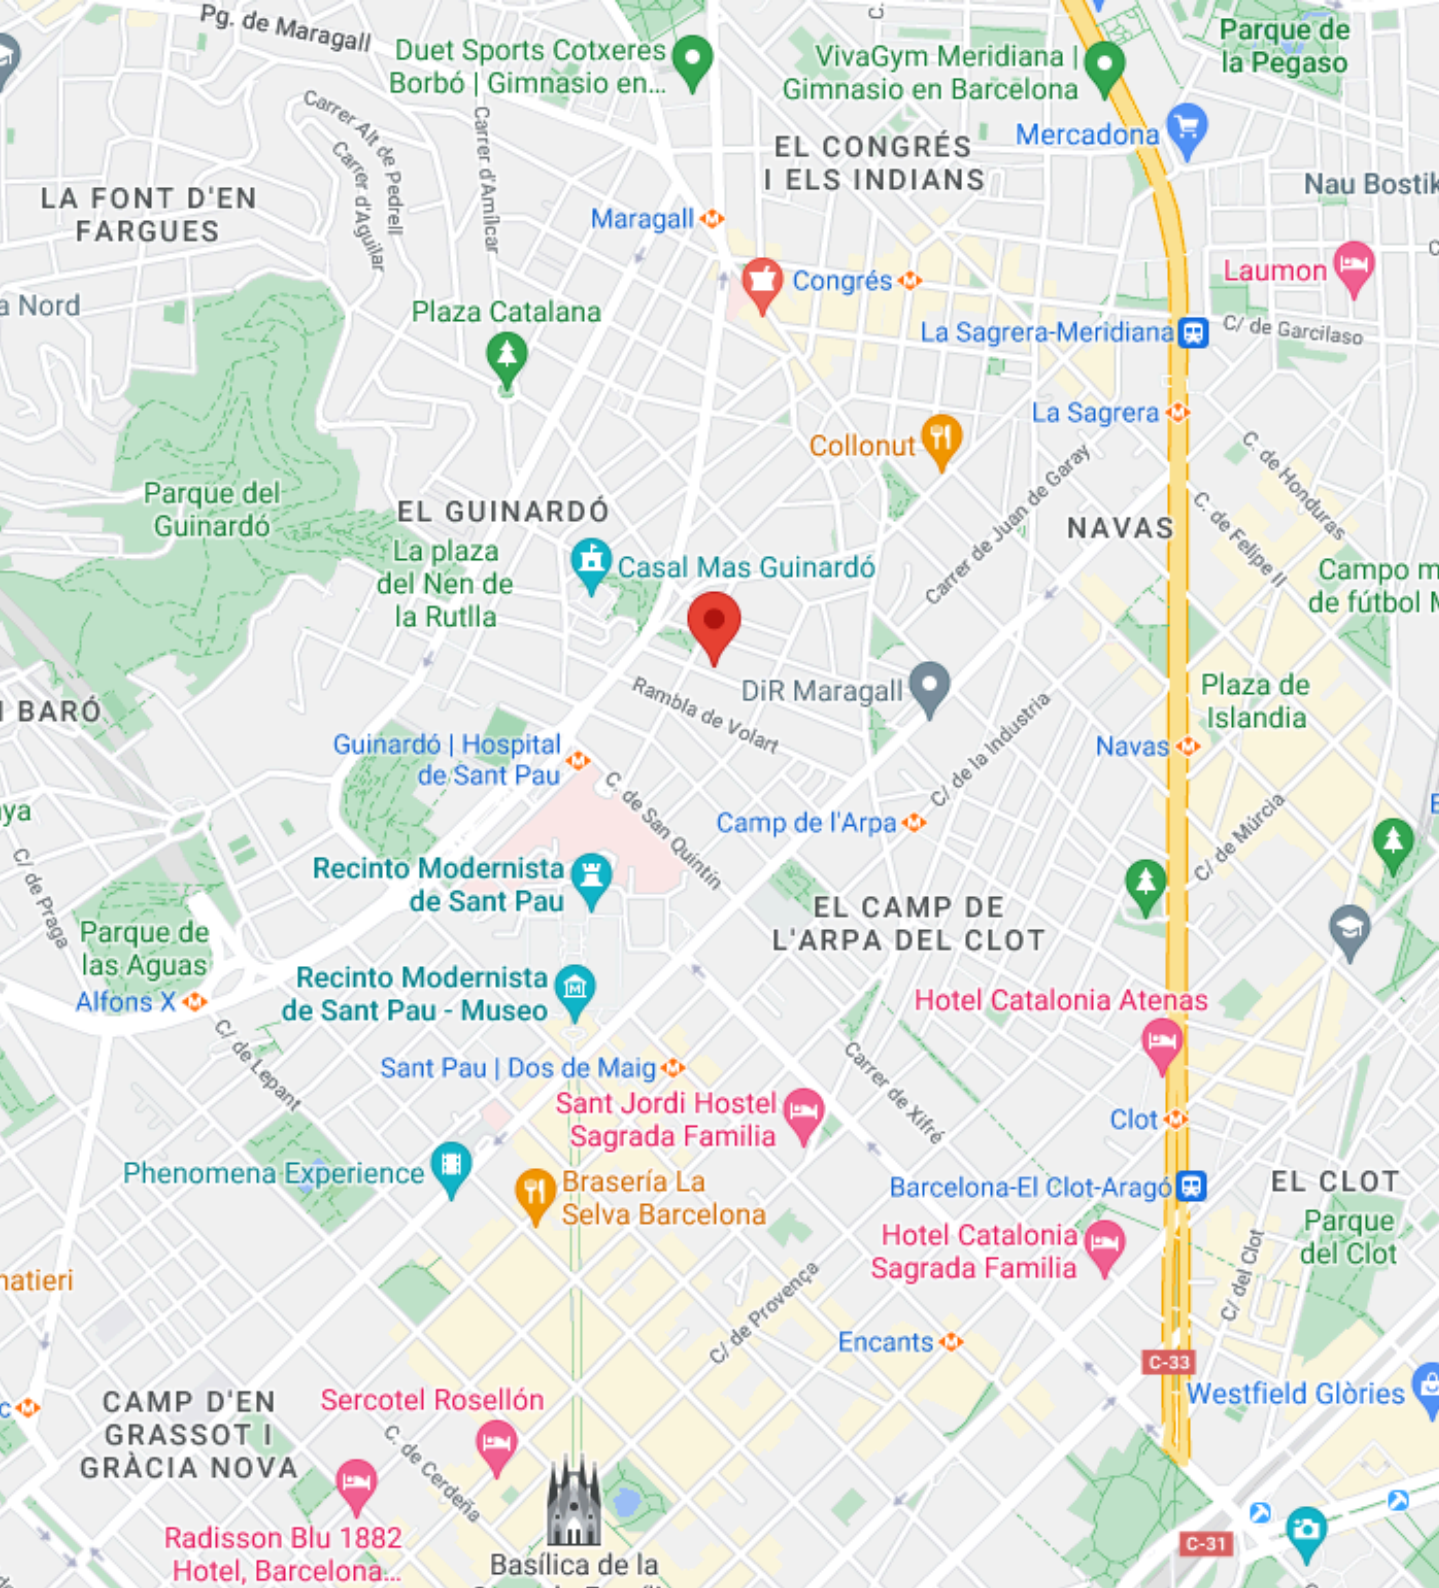 Pg. de Maragall
Duet Sports Cotxeres
Borbó | Gimnasio en...
VivaGym Meridiana |
Gimnasio en Barcelona
Parque de
la Pegaso
Mercadona
EL CONGRÉS
I ELS INDIANS
Carrer Alt de Pedrell
Carrer d'Aguilar
Carrer d'Amílcar
Nau Bostik
LA FONT D'EN
FARGUES
Maragall
Laumon
Congrés
a Nord
Plaza Catalana
La Sagrera-Meridiana
C/ de Garcilaso
La Sagrera
Collonut
C. de Honduras
Carrer de Juan de Garay
Parque del
Guinardó
EL GUINARDÓ
NAVAS
C. de Felipe II
La plaza
del Nen de
la Rutlla
Casal Mas Guinardó
Campo m
de fútbol M
DiR Maragall
Rambla de Volart
Plaza de
Islandia
I BARÓ
Guinardó | Hospital
de Sant Pau
Navas
C/ de la Industria
C. de San Quintín
Camp de l'Arpa
ya
C/ de Múrcia
C/ de Praga
Recinto Modernista
de Sant Pau
EL CAMP DE
L'ARPA DEL CLOT
Parque de
las Aguas
Recinto Modernista
de Sant Pau - Museo
Alfons X
Hotel Catalonia Atenas
C/ de Lepant
Sant Pau | Dos de Maig
Carrer de Xifré
Sant Jordi Hostel
Sagrada Familia
Clot
Phenomena Experience
Brasería La
Selva Barcelona
Barcelona-El Clot-Aragó
EL CLOT
Hotel Catalonia
Sagrada Familia
Parque
del Clot
C/ del Clot
natieri
C/ de Provença
Encants
C-33
Westfield Glòries
CAMP D'EN
GRASSOT I
GRÀCIA NOVA
c
Sercotel Rosellón
C. de Cerdeña
Radisson Blu 1882
Hotel, Barcelona...
C-31
Basílica de la